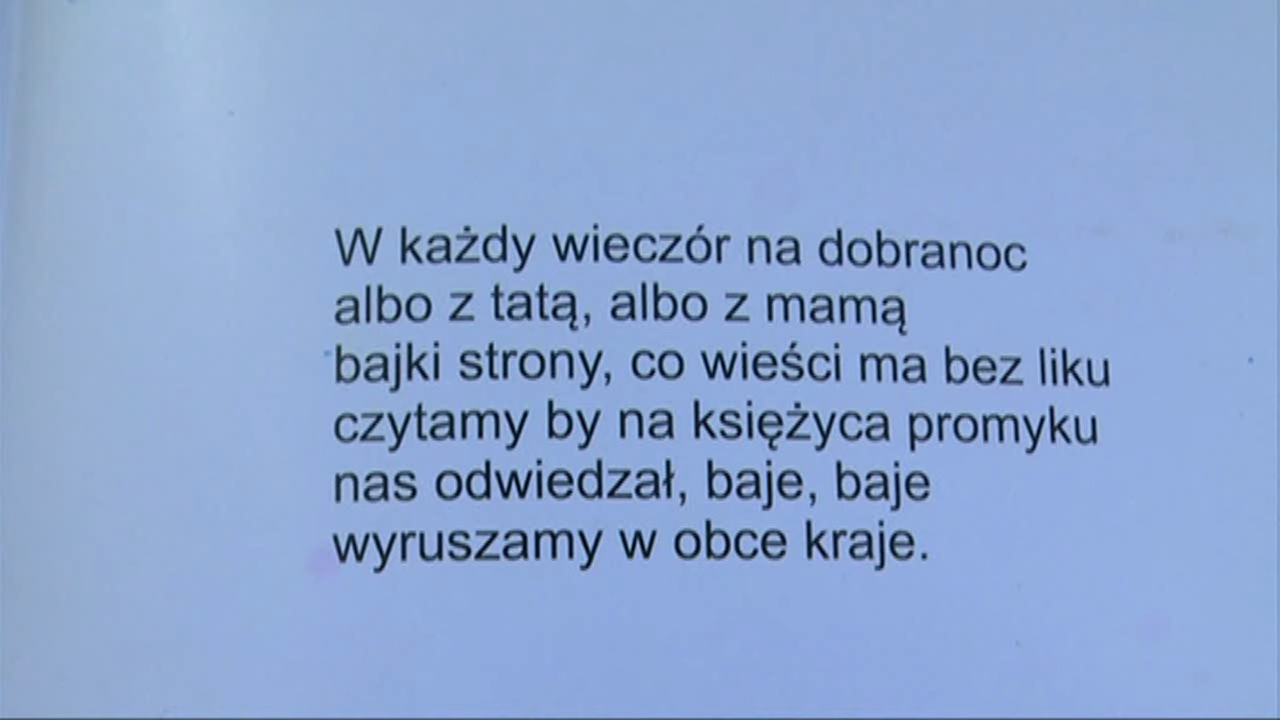 W każdy wieczór na dobranoc
albo z tatą, albo z mamą
bajki strony, co wieści ma bez liku
czytamy by na księżyca promyku
nas odwiedzał, baje, baje
wyruszamy w obce kraje.